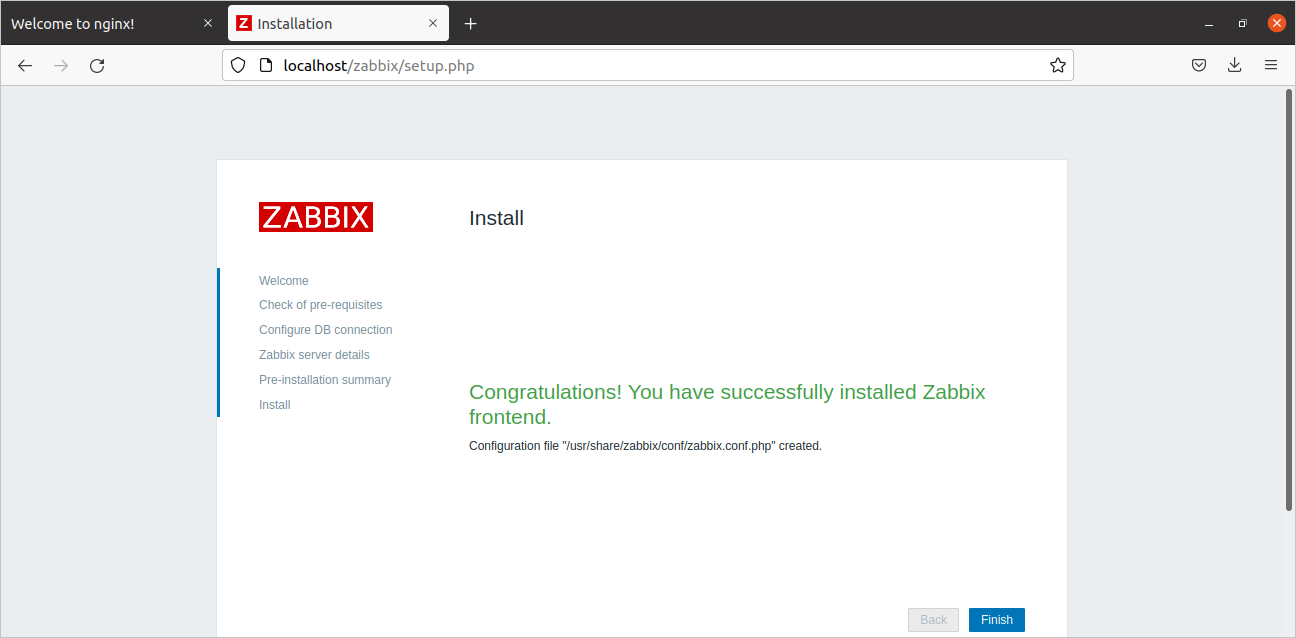 Welcome to nginx!
Z Installation
localhost/zabbix/setup.php
ZABBIX
Install
Welcome
Check of pre-requisites
Configure DB connection
Zabbix server details
Pre-installation summary
Install
Congratulations! You have successfully installed Zabbix
frontend.
Configuration file "/usr/share/zabbix/conf/zabbix.conf.php" created.
Back
Finish